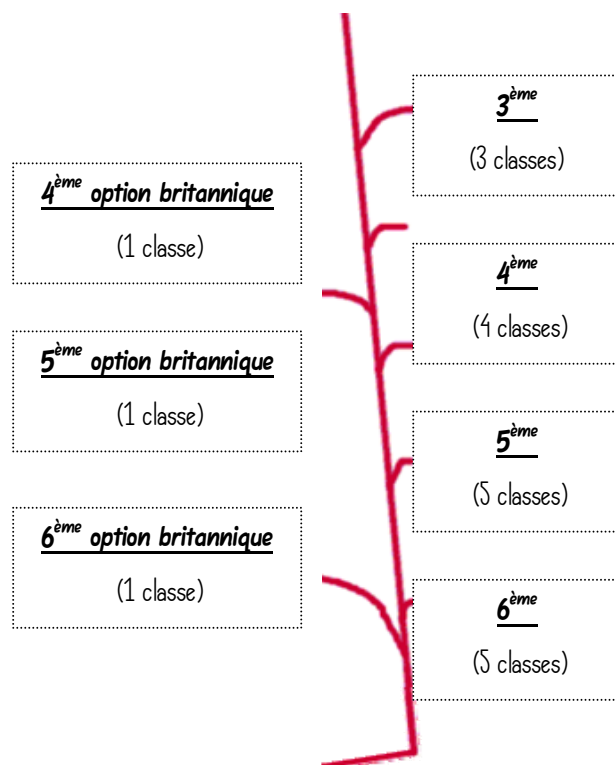 4ème option britannique
(1 classe)
5ème option britannique
(1 classe)
6ème option britannique
(1 classe)
3ème
(3 classes)
4ème
(4 classes)
5ème
(5 classes)
6ème
(5 classes)